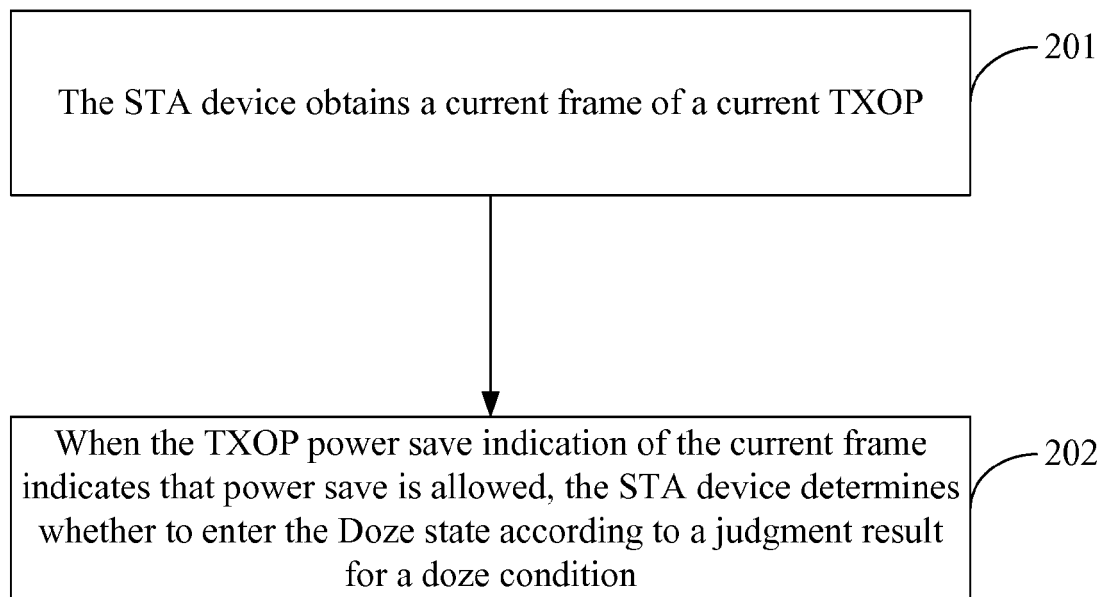 The STA device obtains a current frame of a current TXOP
201
When the TXOP power save indication of the current frame
indicates that power save is allowed, the STA device determines
whether to enter the Doze state according to a judgment result
for a doze condition
202